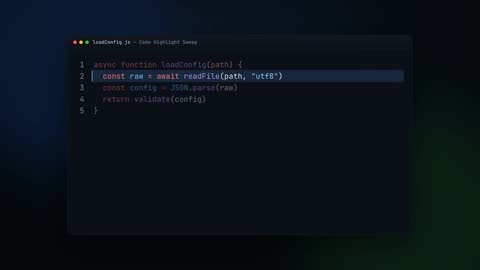 loadConfig.js – Code Highlight Sweep
1 async function loadConfig(path) {
2 const raw = await readFile(path, "utf8")
3 const config = JSON.parse(raw)
4 return validate(config)
5 }